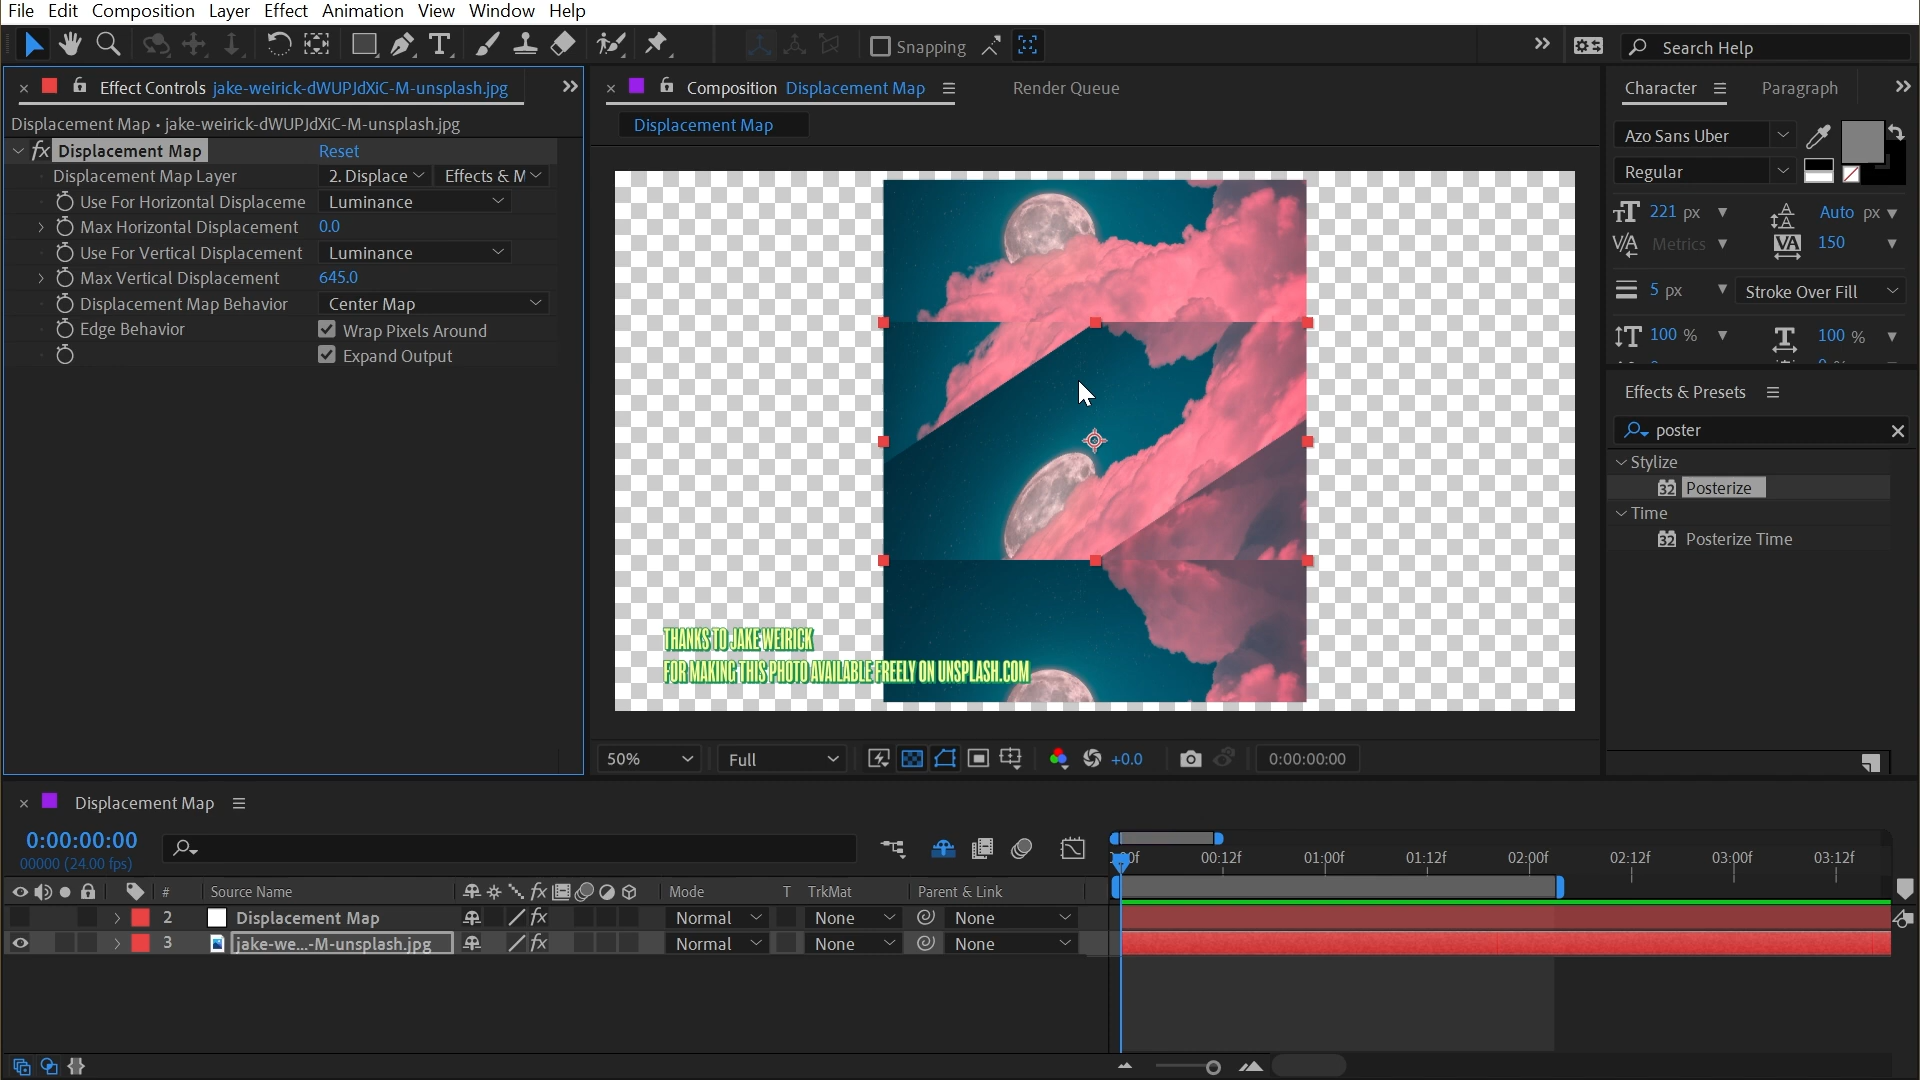 File Edit Composition Layer Effect Animation View Window Help
Snapping
Search Help
Effect Controls jake-weirick-dWUPJdXiC-M-unsplash.jpg
Displacement Map • jake-weirick-dWUPJdXiC-M-unsplash.jpg
fx Displacement Map Reset
Displacement Map Layer 2. Displace Effects & M
Use For Horizontal Displaceme Luminance
Max Horizontal Displacement 0.0
Use For Vertical Displacement Luminance
Max Vertical Displacement 645.0
Displacement Map Behavior Center Map
Edge Behavior Wrap Pixels Around
Expand Output
Composition Displacement Map
Render Queue
Displacement Map
THANKS TO JAKE WEIRICK
FOR MAKING THIS PHOTO AVAILABLE FREELY ON UNSPLASH.COM
50% Full +0.0 0:00:00:00
Character Paragraph
Azo Sans Uber
Regular
221 px Auto px
Metrics 150
5 px Stroke Over Fill
100 % 100 %
Effects & Presets
poster
Stylize
32 Posterize
Time
32 Posterize Time
Displacement Map
0:00:00:00
00000 (24.00 fps)
00:12f 01:00f 01:12f 02:00f 02:12f 03:00f 03:12f
# Source Name fx Mode T TrkMat Parent & Link
2 Displacement Map fx Normal None None
3 jake-we...-M-unsplash.jpg fx Normal None None